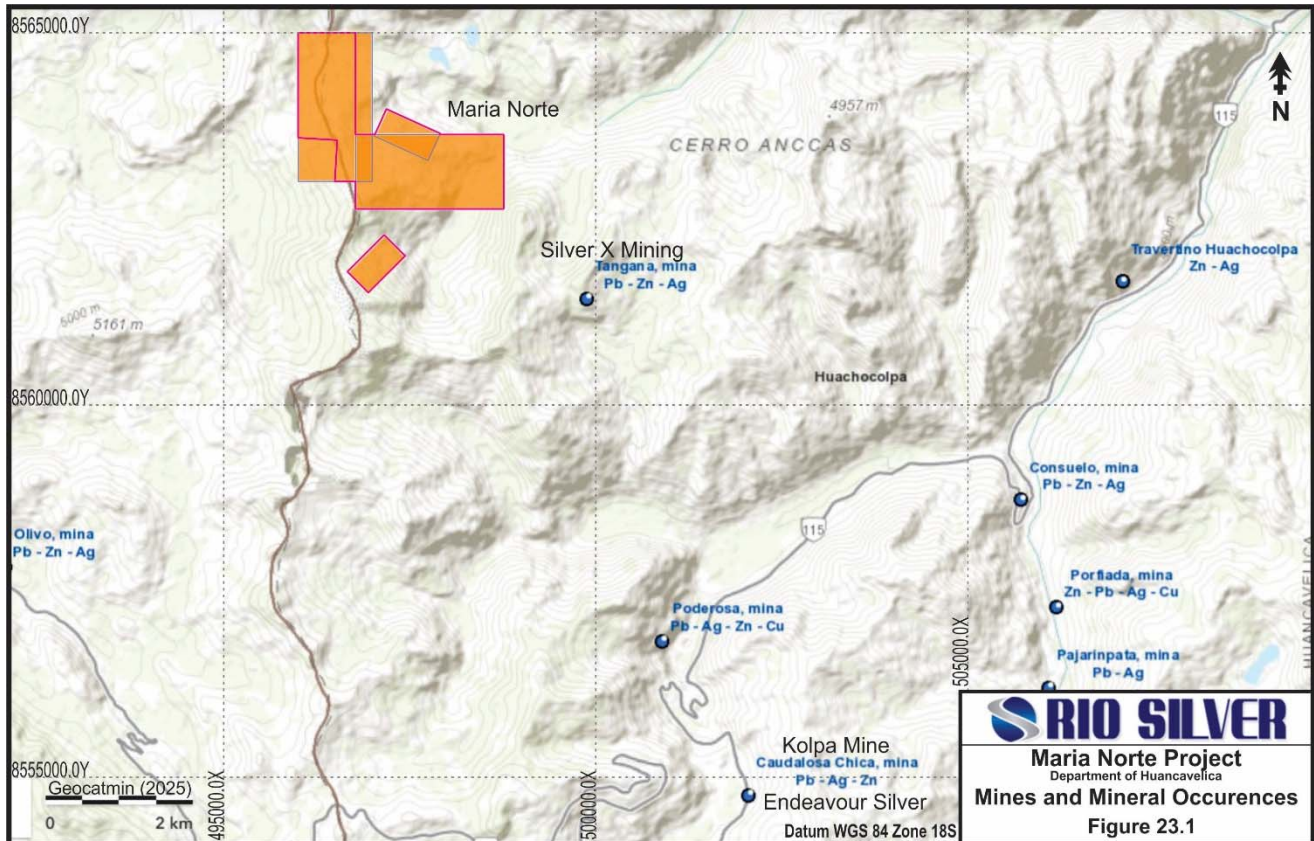 8565000.0Y
Maria Norte
4957 m
CERRO ANCCAS
115
N
Silver X Mining
Tangana, mina
Pb - Zn - Ag
Travertino Huachocolpa
Zn - Ag
5000 m
5161 m
8560000.0Y
Huachocolpa
Consuelo, mina
Pb - Zn - Ag
115
Olivo, mina
Pb - Zn - Ag
Porfiada, mina
Zn - Pb - Ag - Cu
Poderosa, mina
Pb - Ag - Zn - Cu
Pajarinpata, mina
Pb - Ag
HUANCAVELICA
505000.0X
Kolpa Mine
Caudalosa Chica, mina
Pb - Ag - Zn
Endeavour Silver
8555000.0Y
495000.0X
500000.0X
Geocatmin (2025)
0 2 km
Datum WGS 84 Zone 18S
RIO SILVER
Maria Norte Project
Department of Huancavelica
Mines and Mineral Occurences
Figure 23.1